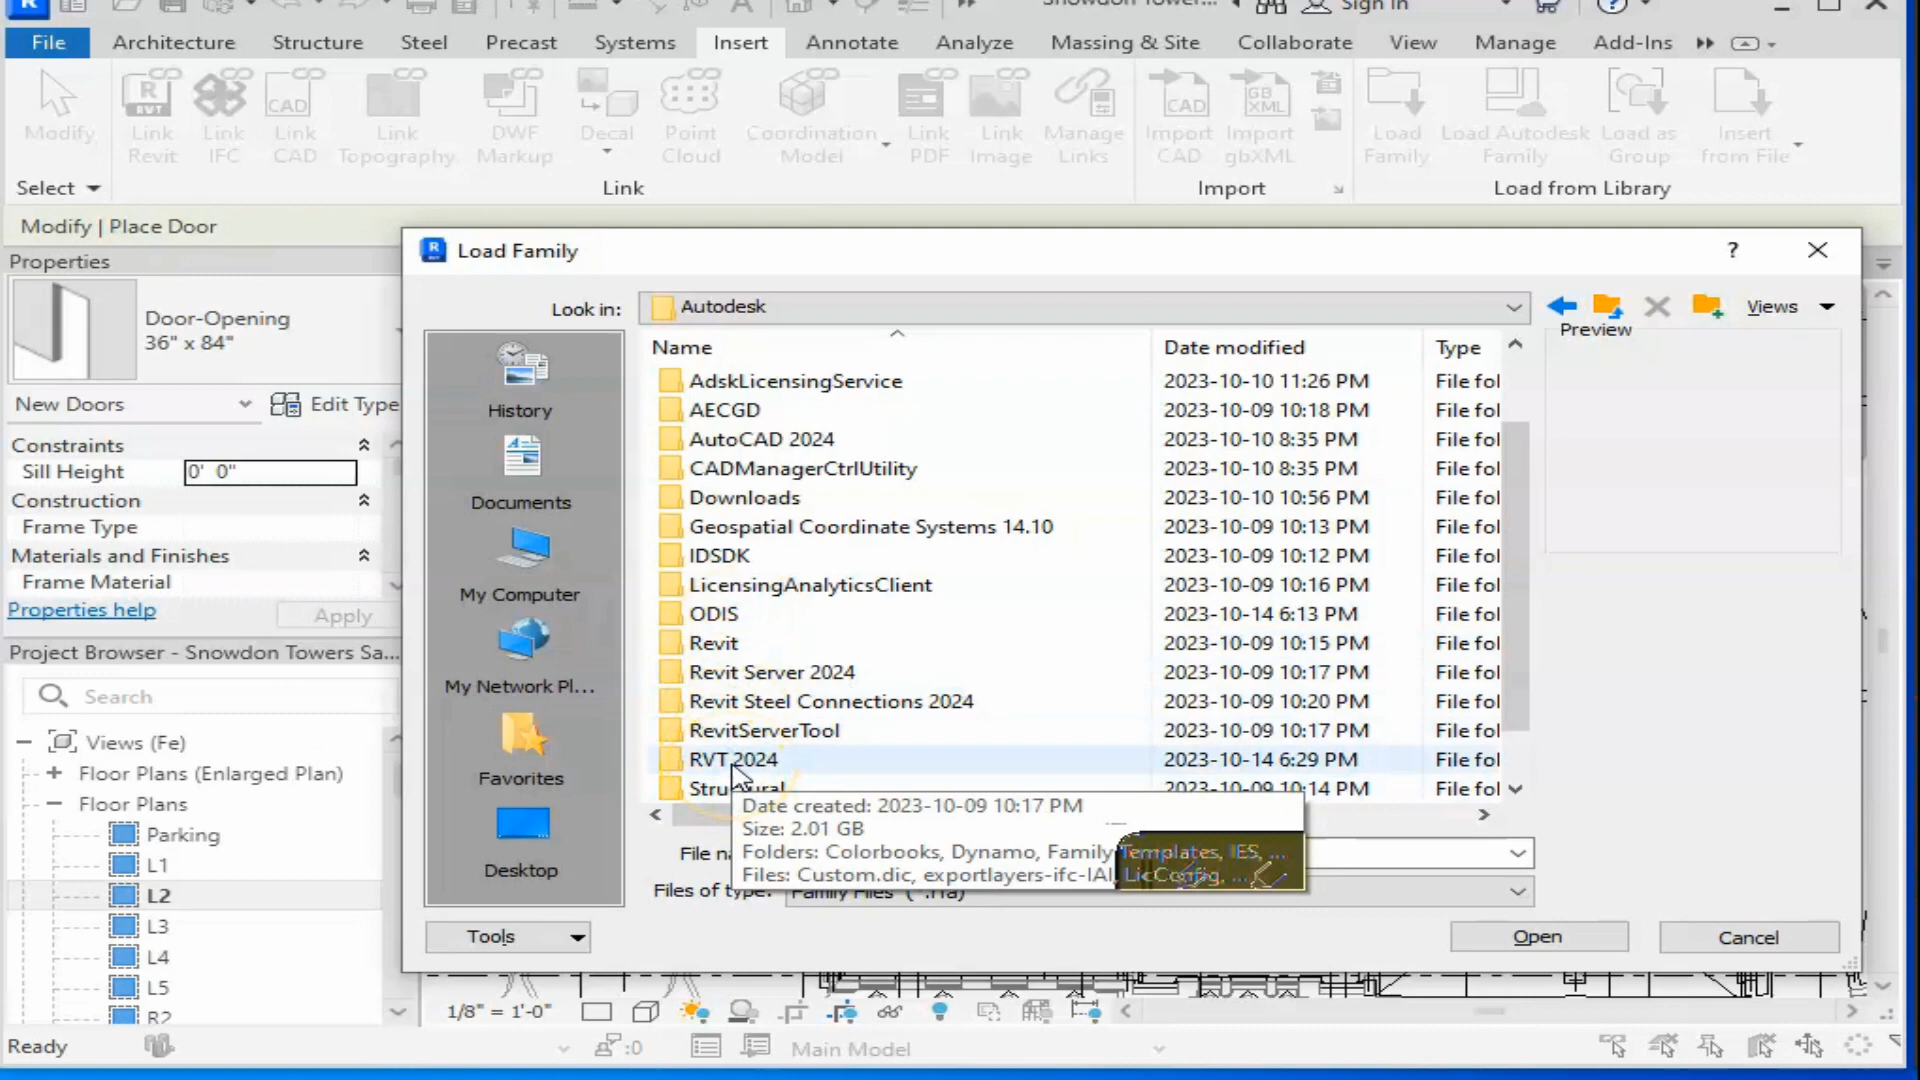 Snowdon Tower...
Sign In
File Architecture Structure Steel Precast Systems Insert Annotate Analyze Massing & Site Collaborate View Manage Add-Ins
Modify
Link Revit
Link IFC
Link CAD
Link Topography
DWF Markup
Decal
Point Cloud
Coordination Model
Link PDF
Link Image
Manage Links
Import CAD
Import gbXML
Load Family
Load Autodesk Family
Load as Group
Insert from File
Select
Link
Import
Load from Library
Modify | Place Door
Properties
Door-Opening
36" x 84"
New Doors
Edit Type
Constraints
Sill Height 0' 0"
Construction
Frame Type
Materials and Finishes
Frame Material
Properties help
Apply
Project Browser - Snowdon Towers Sa...
Search
Views (Fe)
Floor Plans (Enlarged Plan)
Floor Plans
Parking
L1
L2
L3
L4
L5
R2
Load Family
?
Look in: Autodesk
Views
Preview
History
Documents
My Computer
My Network Pl...
Favorites
Desktop
Name Date modified Type
AdskLicensingService 2023-10-10 11:26 PM File fol
AECGD 2023-10-09 10:18 PM File fol
AutoCAD 2024 2023-10-10 8:35 PM File fol
CADManagerCtrlUtility 2023-10-10 8:35 PM File fol
Downloads 2023-10-10 10:56 PM File fol
Geospatial Coordinate Systems 14.10 2023-10-09 10:13 PM File fol
IDSDK 2023-10-09 10:12 PM File fol
LicensingAnalyticsClient 2023-10-09 10:16 PM File fol
ODIS 2023-10-14 6:13 PM File fol
Revit 2023-10-09 10:15 PM File fol
Revit Server 2024 2023-10-09 10:17 PM File fol
Revit Steel Connections 2024 2023-10-09 10:20 PM File fol
RevitServerTool 2023-10-09 10:17 PM File fol
RVT 2024 2023-10-14 6:29 PM File fol
Structural 2023-10-09 10:14 PM File fol
Date created: 2023-10-09 10:17 PM
Size: 2.01 GB
Folders: Colorbooks, Dynamo, Family Templates, IES, ...
Files: Custom.dic, exportlayers-ifc-IAI, LicConfig, ...
File na
Files of type: Family Files (*.rfa)
Tools
Open
Cancel
1/8" = 1'-0"
Ready
:0
Main Model